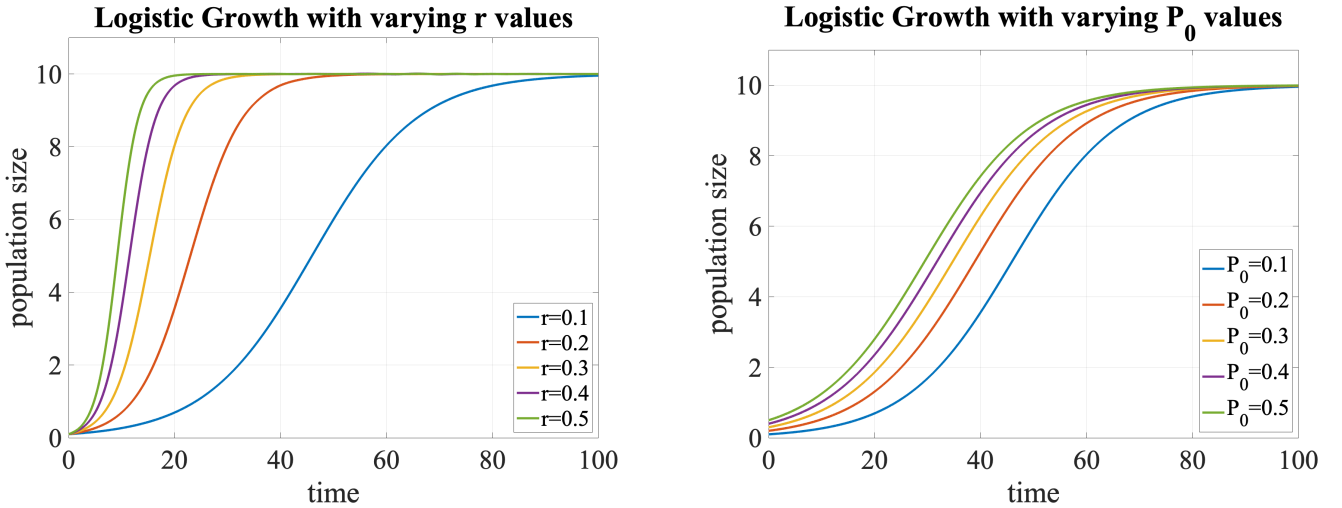 Logistic Growth with varying r values
10
8
6
4
2
0
population size
0 20 40 60 80 100
time
r=0.1
r=0.2
r=0.3
r=0.4
r=0.5
Logistic Growth with varying P₀ values
10
8
6
4
2
0
population size
0 20 40 60 80 100
time
P₀=0.1
P₀=0.2
P₀=0.3
P₀=0.4
P₀=0.5